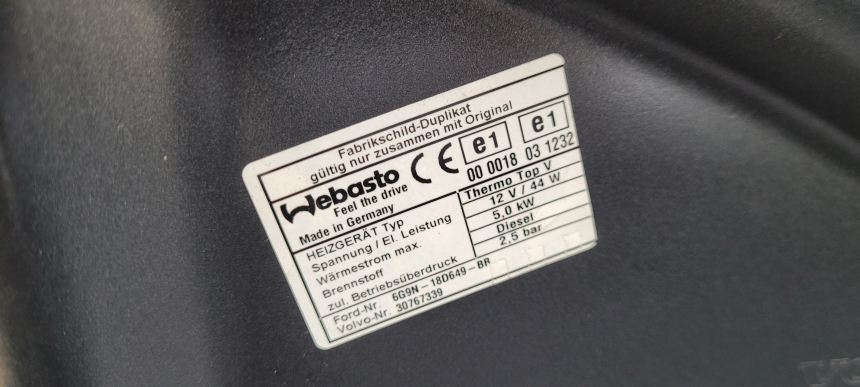 Fabrikschild-Duplikat
gültig nur zusammen mit Original
Webasto CE e1 e1
Feel the drive 00 0018 03 1232
Made in Germany
HEIZGERÄT Typ Thermo Top V
Spannung / El. Leistung 12 V / 44 W
Wärmestrom max. 5,0 kW
Brennstoff Diesel
zul. Betriebsüberdruck 2,5 bar
Ford-Nr. 6G9N-18D649-BR
Volvo-Nr. 30767339